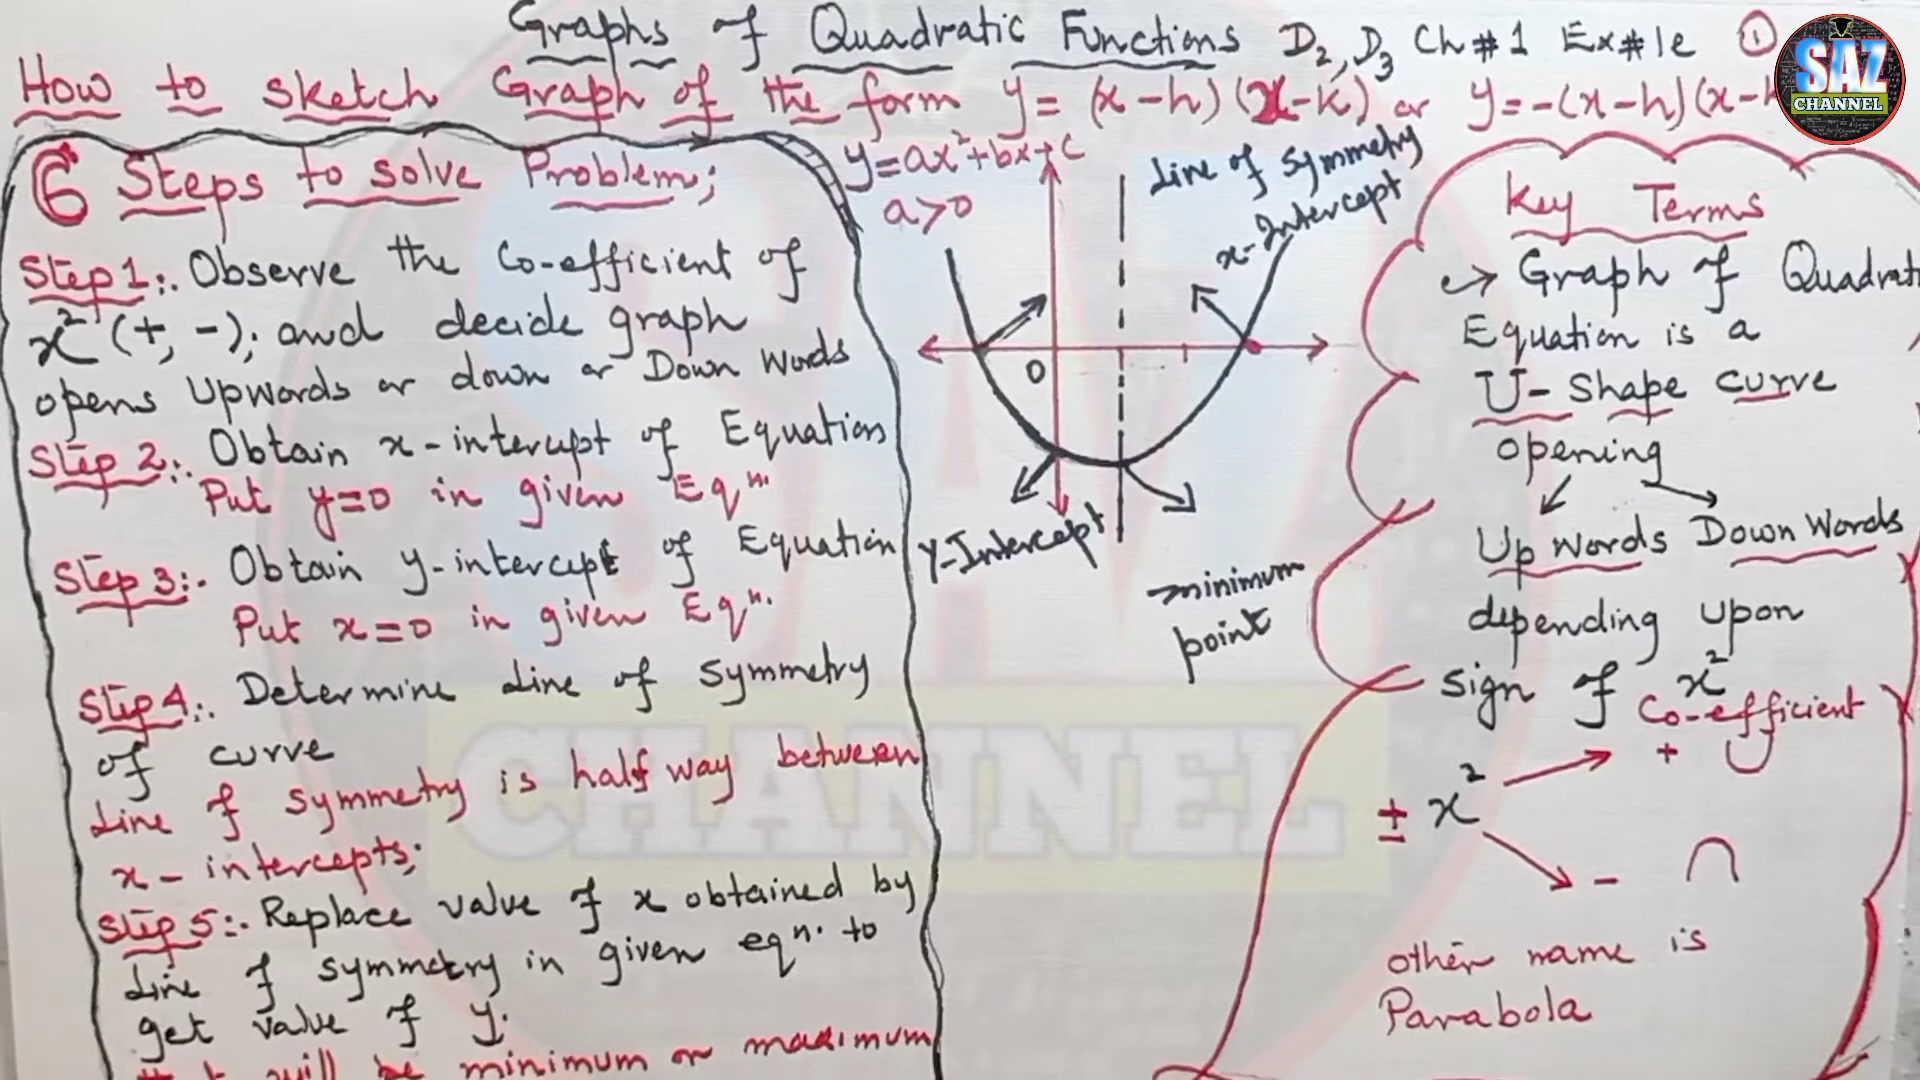 Graphs of Quadratic Functions D2, D3 Ch#1 Ex#1e ①
How to sketch Graph of the form y = (x-h)(x-k) or y=-(x-h)(x-
SAZ
CHANNEL
6 Steps to solve Problem;
Step 1:. Observe the Co-efficient of
x² (+, -); and decide graph
opens Upwords or down or Down Words
Step 2:. Obtain x-intercept of Equation
Put y=0 in given Eqⁿ.
Step 3:. Obtain y-intercept of Equation
Put x=0 in given Eqⁿ.
Step 4:. Determine Line of Symmetry
of curve
Line of symmetry is half way between
x-intercepts;
Step 5:. Replace value of x obtained by
Line of symmetry in given eqⁿ. to
get value of y.
will be minimum or maximum
y=ax²+bx+c
a>0
Line of Symmetry
x-Intercept
0
Y-Intercept
minimum
point
Key Terms
↪ Graph of Quadrati
Equation is a
U-Shape curve
opening
Up Words Down Words
depending upon
sign of x²
Co-efficient
+ ∪
± x²
- ∩
other name is
Parabola
SAZ
CHANNEL